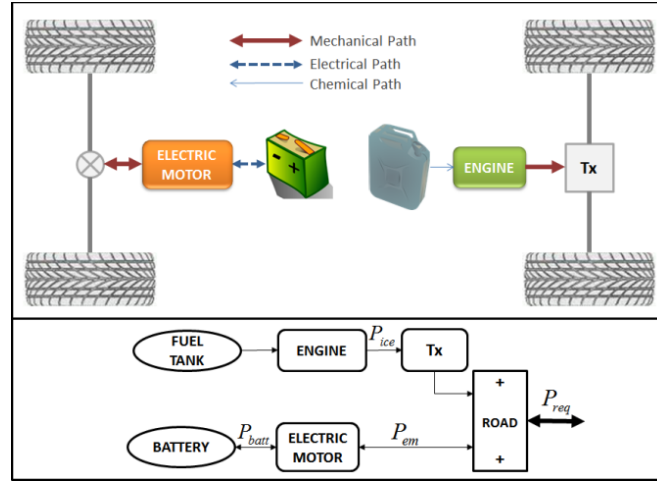 Mechanical Path
Electrical Path
Chemical Path
ELECTRIC
MOTOR
- +
ENGINE
Tx
FUEL
TANK
ENGINE
P_ice
Tx
+
ROAD
+
P_req
BATTERY
P_batt
ELECTRIC
MOTOR
P_em